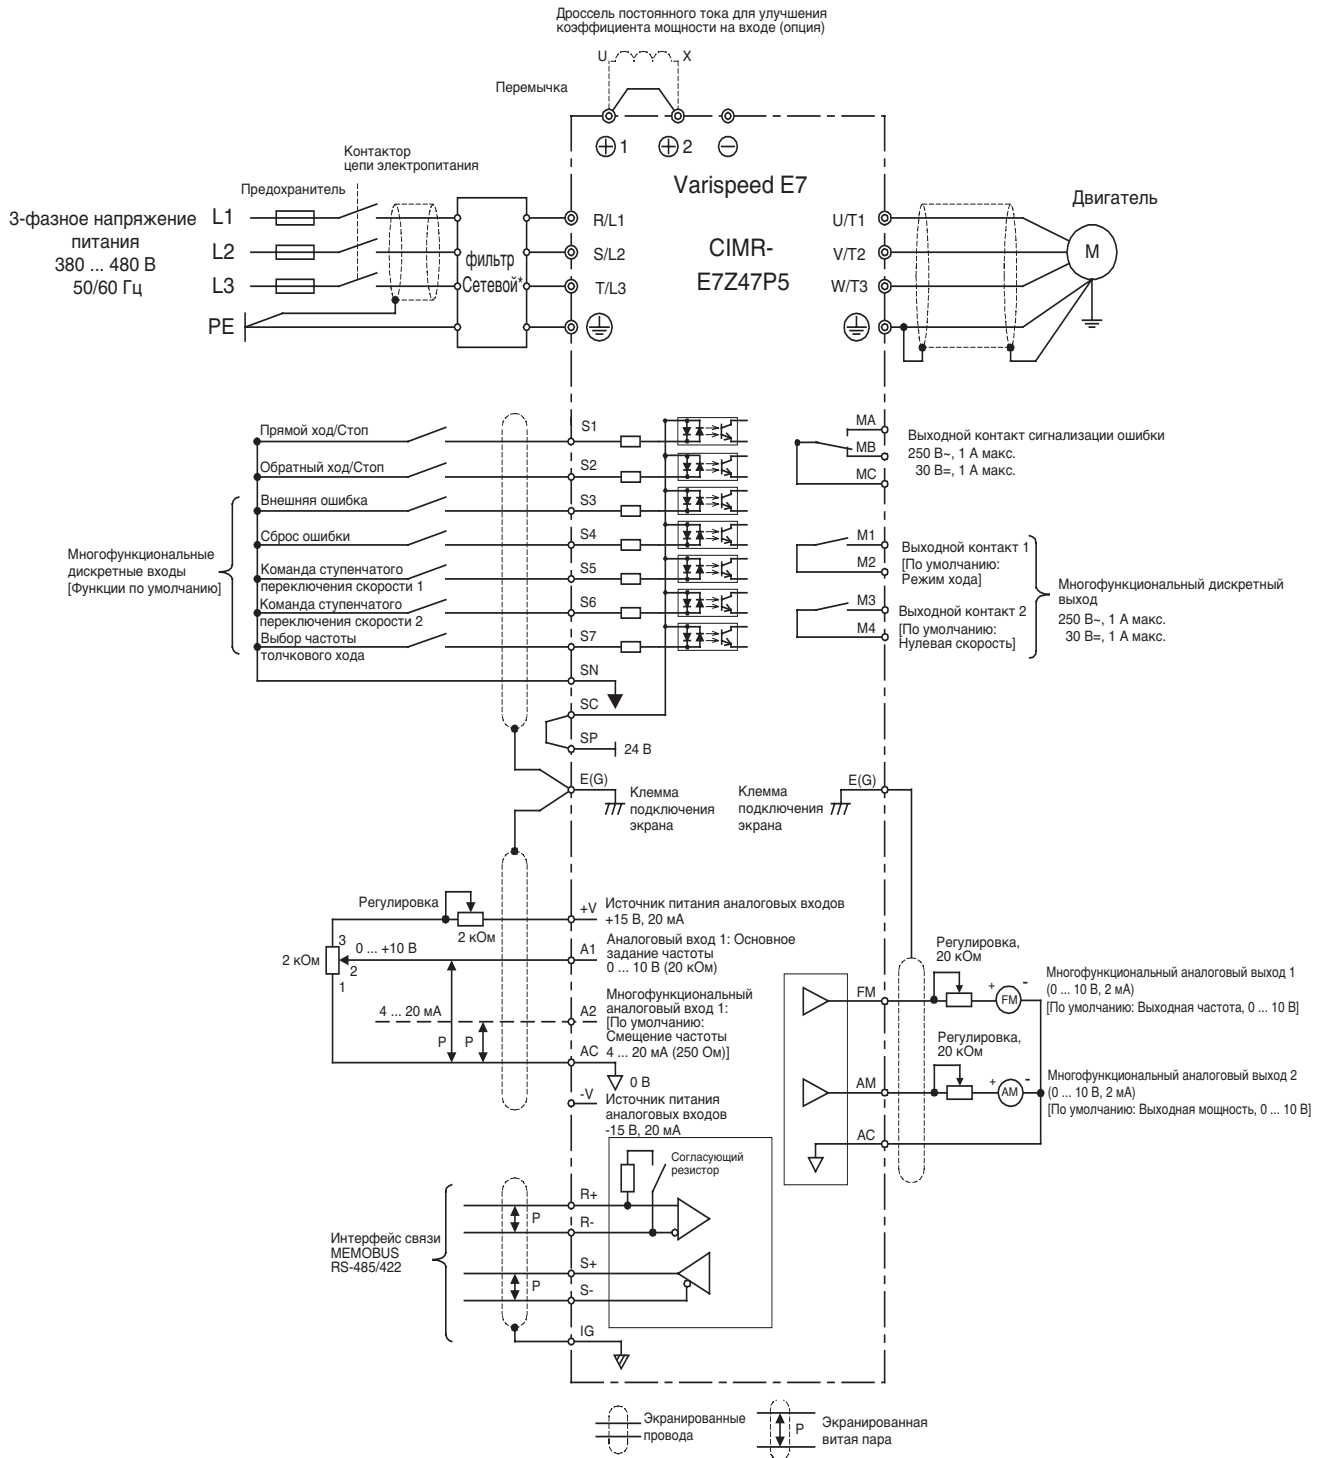 Дроссель постоянного тока для улучшения
коэффициента мощности на входе (опция)
U
X
Перемычка
1
2
Varispeed E7
CIMR-
E7Z47P5
Контактор
цепи электропитания
Предохранитель
3-фазное напряжение
питания
380 ... 480 В
50/60 Гц
L1
L2
L3
PE
фильтр
Сетевой*
R/L1
S/L2
T/L3
U/T1
V/T2
W/T3
Двигатель
M
Прямой ход/Стоп
S1
Обратный ход/Стоп
S2
Внешняя ошибка
S3
Сброс ошибки
S4
Команда ступенчатого
переключения скорости 1
S5
Команда ступенчатого
переключения скорости 2
S6
Выбор частоты
толчкового хода
S7
Многофункциональные
дискретные входы
[Функции по умолчанию]
SN
SC
SP
24 В
E(G)
Клемма
подключения
экрана
MA
MB
MC
Выходной контакт сигнализации ошибки
250 В~, 1 А макс.
30 В=, 1 А макс.
M1
M2
Выходной контакт 1
[По умолчанию:
Режим хода]
M3
M4
Выходной контакт 2
[По умолчанию:
Нулевая скорость]
Многофункциональный дискретный
выход
250 В~, 1 А макс.
30 В=, 1 А макс.
Клемма
подключения
экрана
E(G)
Регулировка
2 кОм
+V
Источник питания аналоговых входов
+15 В, 20 мА
2 кОм
3
2
1
0 ... +10 В
A1
Аналоговый вход 1: Основное
задание частоты
0 ... 10 В (20 кОм)
4 ... 20 мА
P
P
A2
Многофункциональный
аналоговый вход 1:
[По умолчанию:
Смещение частоты
4 ... 20 мА (250 Ом)]
AC
0 В
-V
Источник питания
аналоговых входов
-15 В, 20 мА
Регулировка,
20 кОм
FM
+
FM
-
Многофункциональный аналоговый выход 1
(0 ... 10 В, 2 мА)
[По умолчанию: Выходная частота, 0 ... 10 В]
Регулировка,
20 кОм
AM
+
AM
-
Многофункциональный аналоговый выход 2
(0 ... 10 В, 2 мА)
[По умолчанию: Выходная мощность, 0 ... 10 В]
AC
Согласующий
резистор
Интерфейс связи
MEMOBUS
RS-485/422
R+
P
R-
S+
P
S-
IG
Экранированные
провода
P
Экранированная
витая пара